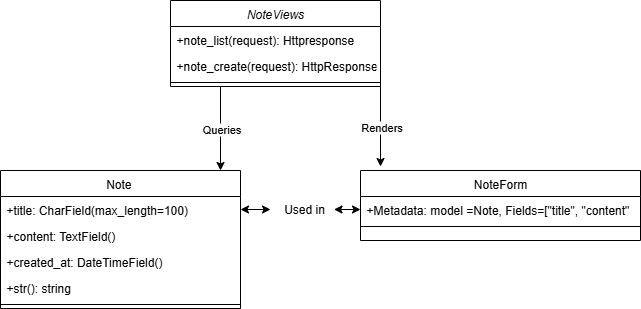 NoteViews
+note_list(request): Httpresponse
+note_create(request): HttpResponse
Queries
Renders
Note
+title: CharField(max_length=100)
+content: TextField()
+created_at: DateTimeField()
+str(): string
Used in
NoteForm
+Metadata: model =Note, Fields=["title", "content"